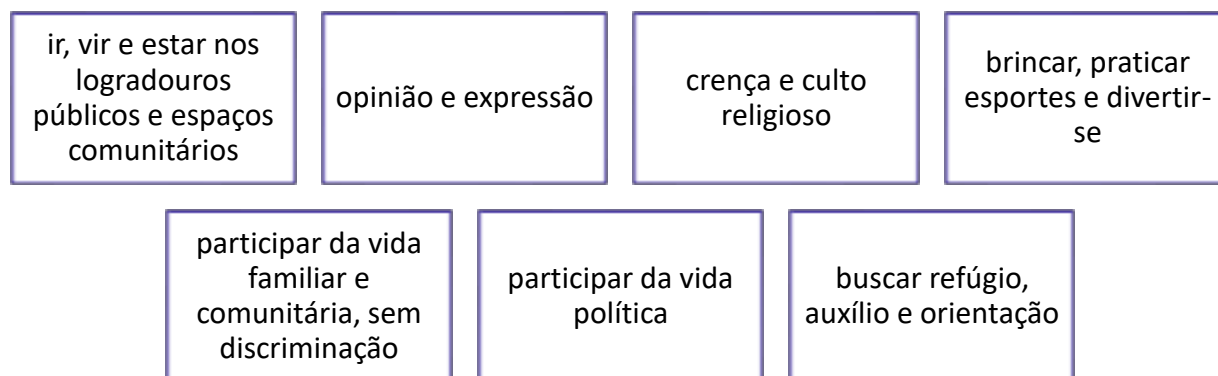 ir, vir e estar nos
logradouros
públicos e espaços
comunitários
opinião e expressão
crença e culto
religioso
brincar, praticar
esportes e divertir-
se
participar da vida
familiar e
comunitária, sem
discriminação
participar da vida
política
buscar refúgio,
auxílio e orientação